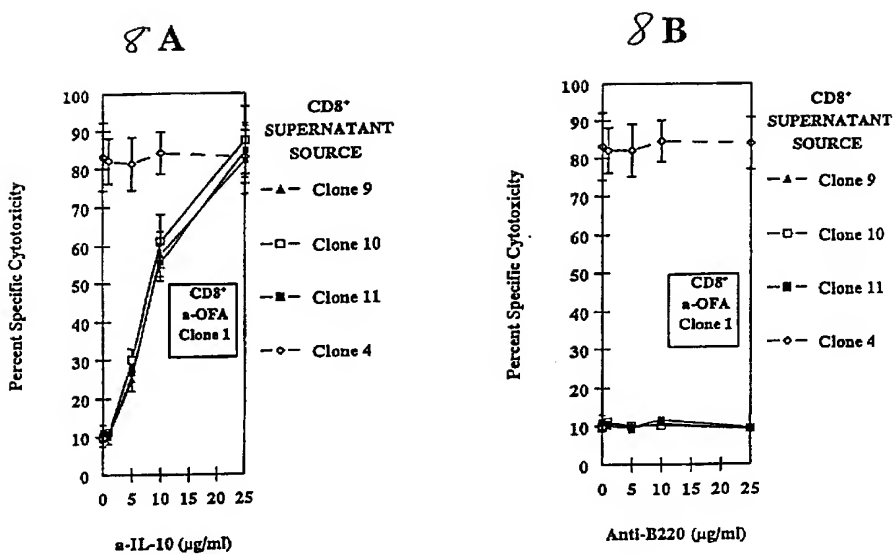 8 A
100
90
80
70
60
50
40
30
20
10
0
Percent Specific Cytotoxicity
0 5 10 15 20 25
a-IL-10 (µg/ml)
CD8⁺
a-OFA
Clone 1
CD8⁺
SUPERNATANT
SOURCE
Clone 9
Clone 10
Clone 11
Clone 4
8 B
100
90
80
70
60
50
40
30
20
10
0
Percent Specific Cytotoxicity
0 5 10 15 20 25
Anti-B220 (µg/ml)
CD8⁺
a-OFA
Clone 1
CD8⁺
SUPERNATANT
SOURCE
Clone 9
Clone 10
Clone 11
Clone 4